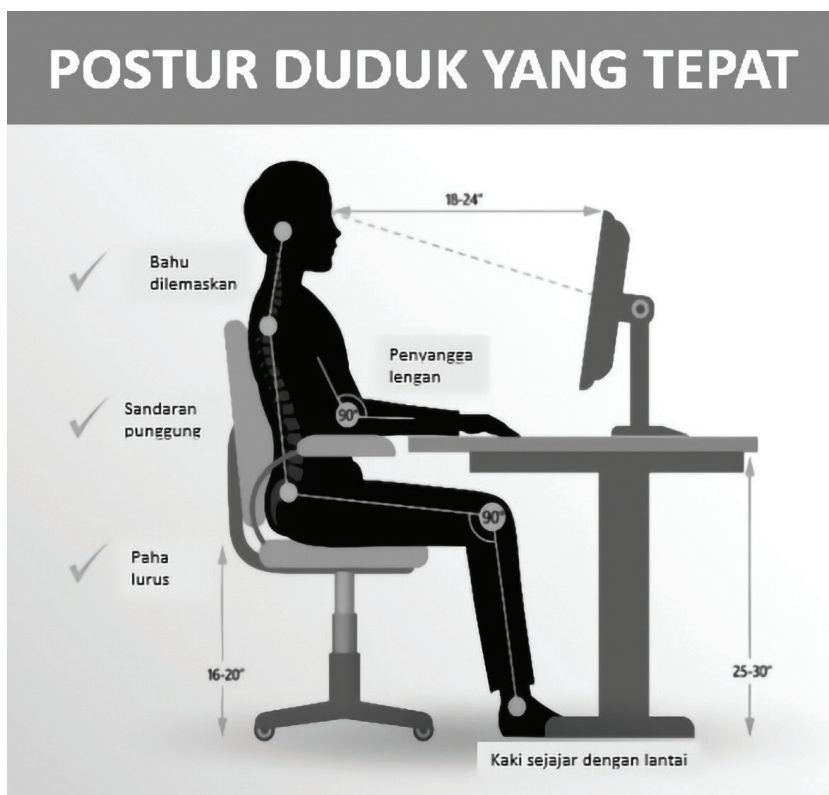 POSTUR DUDUK YANG TEPAT
18-24"
Bahu
dilemaskan
Penyangga
lengan
90°
Sandaran
punggung
90°
Paha
lurus
16-20"
25-30"
Kaki sejajar dengan lantai